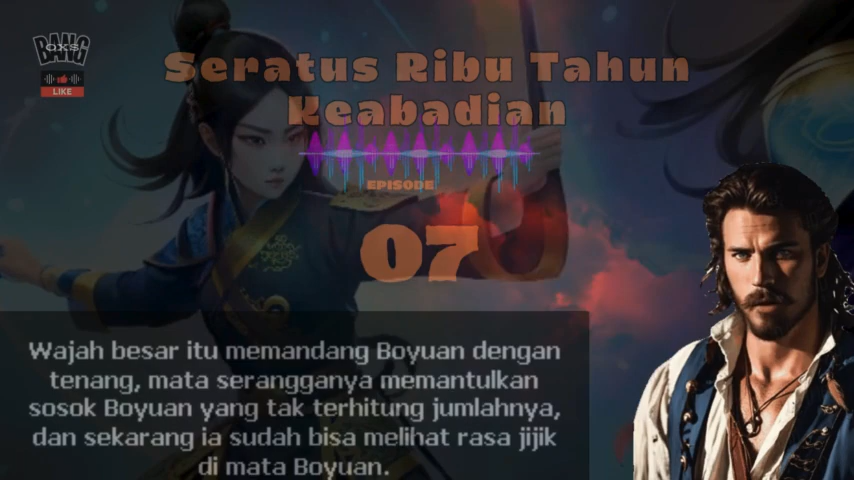 BANG
OXS
LIKE
Seratus Ribu Tahun
Keabadian
EPISODE
07
Wajah besar itu memandang Boyuan dengan
tenang, mata serangganya memantulkan
sosok Boyuan yang tak terhitung jumlahnya,
dan sekarang ia sudah bisa melihat rasa jijik
di mata Boyuan.